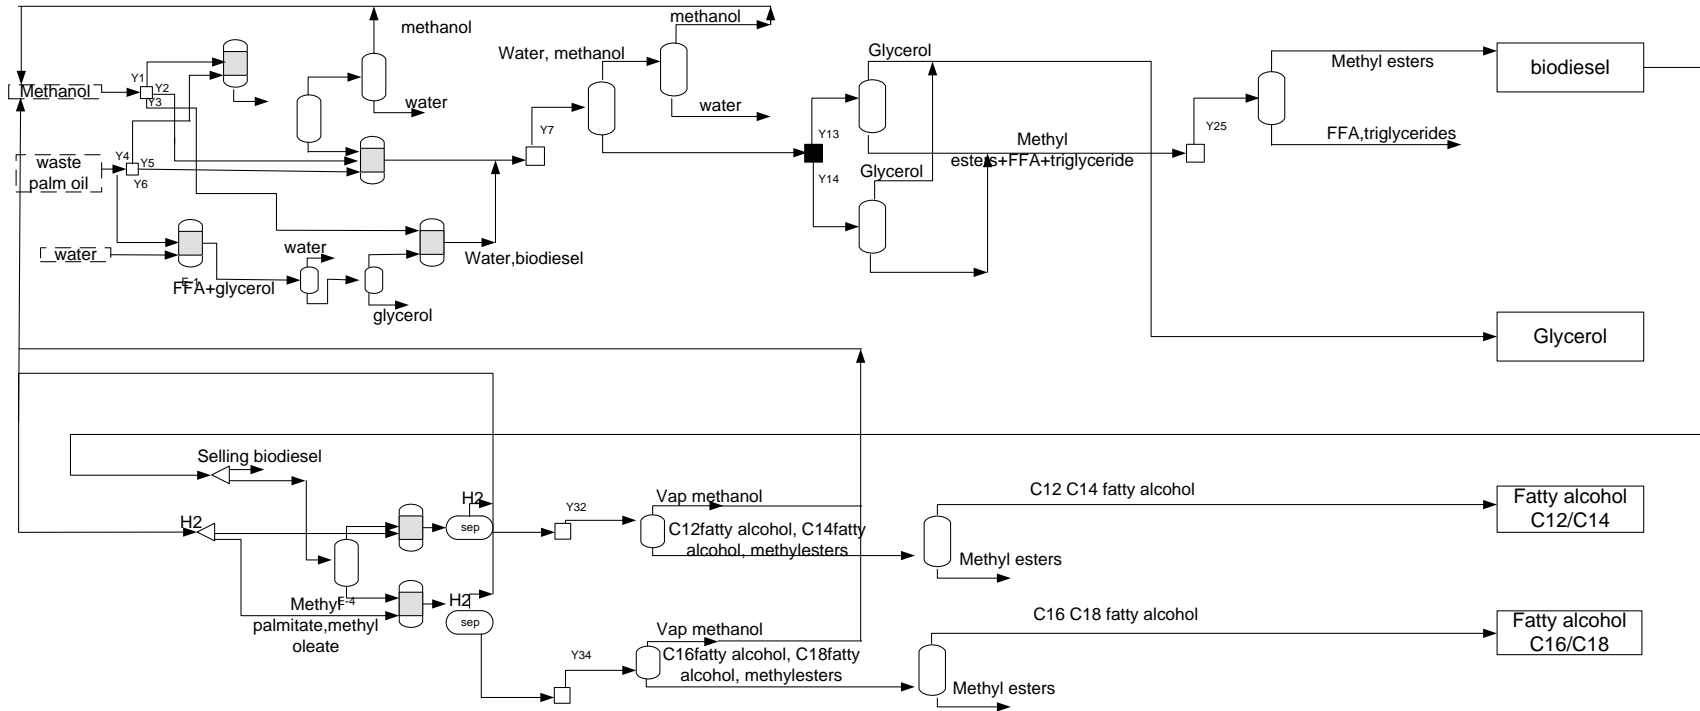 methanol
methanol
Water, methanol
Glycerol
Methyl esters
biodiesel
Methanol
Y1
Y2
Y3
water
water
Y7
Y13
Y25
FFA,triglycerides
Methyl
esters+FFA+triglyceride
waste
palm oil
Y4
Y5
Y6
Y14
Glycerol
water
water
Water,biodiesel
E-1
FFA+glycerol
glycerol
Glycerol
Selling biodiesel
H2
H2
sep
Y32
Vap methanol
C12fatty alcohol, C14fatty
alcohol, methylesters
C12 C14 fatty alcohol
Fatty alcohol
C12/C14
Methyl esters
E-4
Methyl
palmitate,methyl
oleate
H2
sep
Y34
Vap methanol
C16fatty alcohol, C18fatty
alcohol, methylesters
C16 C18 fatty alcohol
Fatty alcohol
C16/C18
Methyl esters